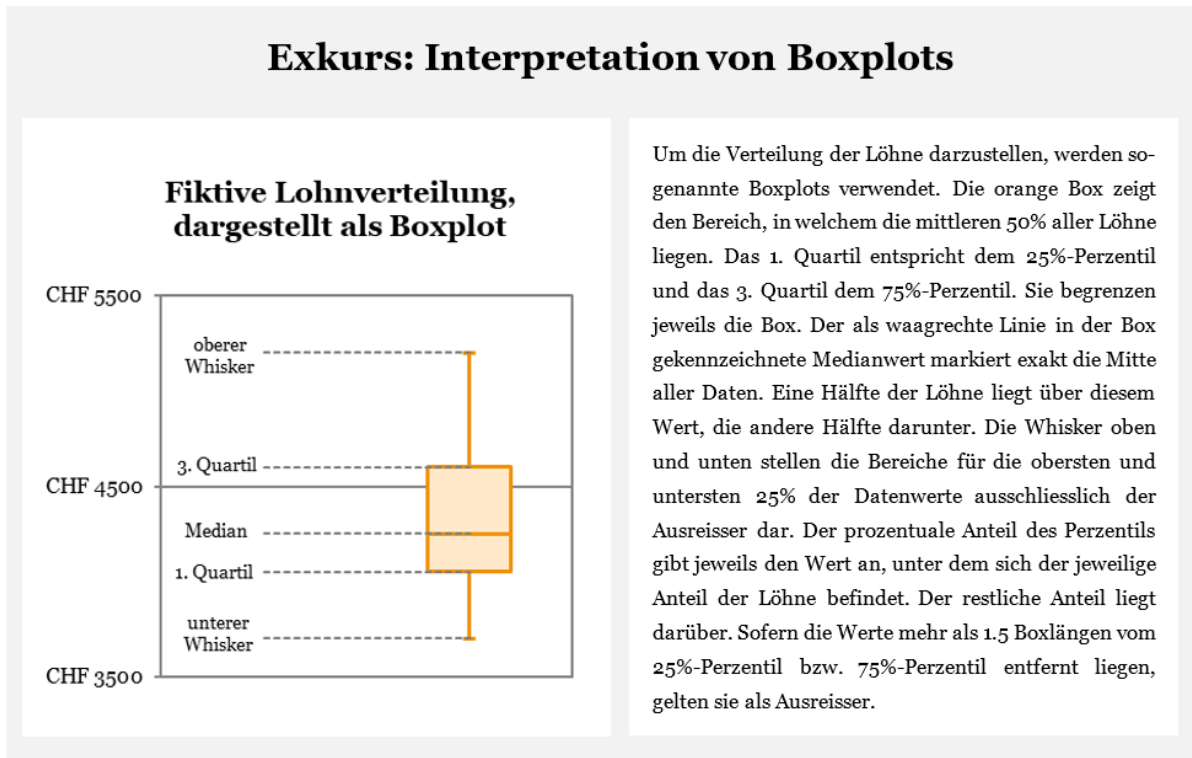 Exkurs: Interpretation von Boxplots
Fiktive Lohnverteilung,
dargestellt als Boxplot
CHF 5500
oberer
Whisker
3. Quartil
CHF 4500
Median
1. Quartil
unterer
Whisker
CHF 3500
Um die Verteilung der Löhne darzustellen, werden so-
genannte Boxplots verwendet. Die orange Box zeigt
den Bereich, in welchem die mittleren 50% aller Löhne
liegen. Das 1. Quartil entspricht dem 25%-Perzentil
und das 3. Quartil dem 75%-Perzentil. Sie begrenzen
jeweils die Box. Der als waagrechte Linie in der Box
gekennzeichnete Medianwert markiert exakt die Mitte
aller Daten. Eine Hälfte der Löhne liegt über diesem
Wert, die andere Hälfte darunter. Die Whisker oben
und unten stellen die Bereiche für die obersten und
untersten 25% der Datenwerte ausschliesslich der
Ausreisser dar. Der prozentuale Anteil des Perzentils
gibt jeweils den Wert an, unter dem sich der jeweilige
Anteil der Löhne befindet. Der restliche Anteil liegt
darüber. Sofern die Werte mehr als 1.5 Boxlängen vom
25%-Perzentil bzw. 75%-Perzentil entfernt liegen,
gelten sie als Ausreisser.